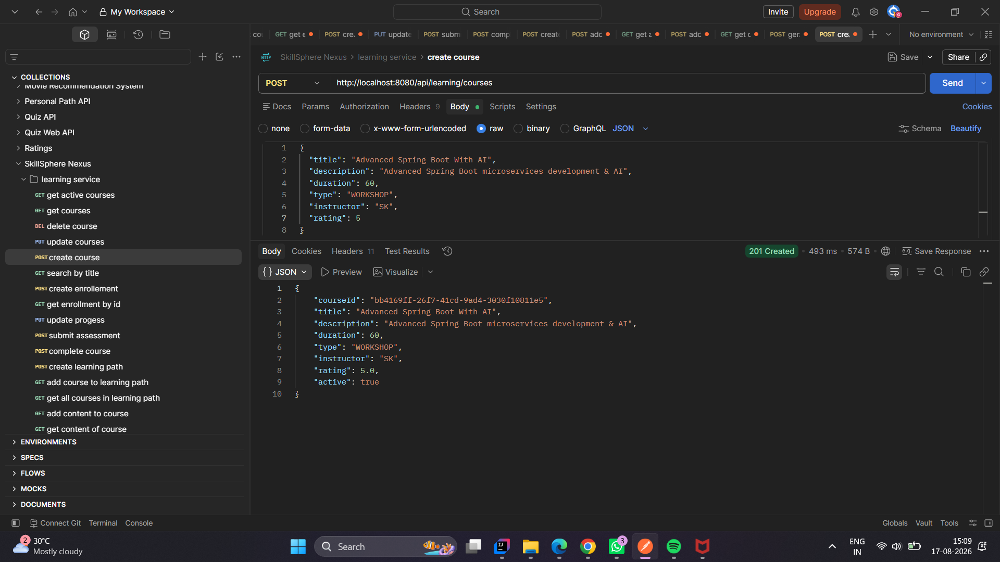 My Workspace
Search
Invite
Upgrade
GET get e
POST cre
PUT update
POST subm
POST comp
POST create
POST add
GET get a
POST add
GET get c
POST gen
POST cre
No environment
COLLECTIONS
Movie Recommendation System
Personal Path API
Quiz API
Quiz Web API
Ratings
SkillSphere Nexus
learning service
GET get active courses
GET get courses
DEL delete course
PUT update courses
POST create course
GET search by title
POST create enrollement
GET get enrollment by id
PUT update progess
POST submit assessment
POST complete course
POST create learning path
GET add course to learning path
GET get all courses in learning path
GET add content to course
GET get content of course
ENVIRONMENTS
SPECS
FLOWS
MOCKS
DOCUMENTS
HTTP SkillSphere Nexus > learning service > create course
Save
Share
POST http://localhost:8080/api/learning/courses
Send
Docs Params Authorization Headers 9 Body Scripts Settings
Cookies
none form-data x-www-form-urlencoded raw binary GraphQL JSON
Schema Beautify
1 {
2 "title": "Advanced Spring Boot With AI",
3 "description": "Advanced Spring Boot microservices development & AI",
4 "duration": 60,
5 "type": "WORKSHOP",
6 "instructor": "SK",
7 "rating": 5
8 }
Body Cookies Headers 11 Test Results
201 Created • 493 ms • 574 B
e.g. Save Response
{} JSON Preview Visualize
1 {
2 "courseId": "bb4169ff-26f7-41cd-9ad4-3030f10811e5",
3 "title": "Advanced Spring Boot With AI",
4 "description": "Advanced Spring Boot microservices development & AI",
5 "duration": 60,
6 "type": "WORKSHOP",
7 "instructor": "SK",
8 "rating": 5.0,
9 "active": true
10 }
Connect Git Terminal Console
Globals Vault Tools
2
30°C
Mostly cloudy
Search
3
ENG
IN
15:09
17-08-2026